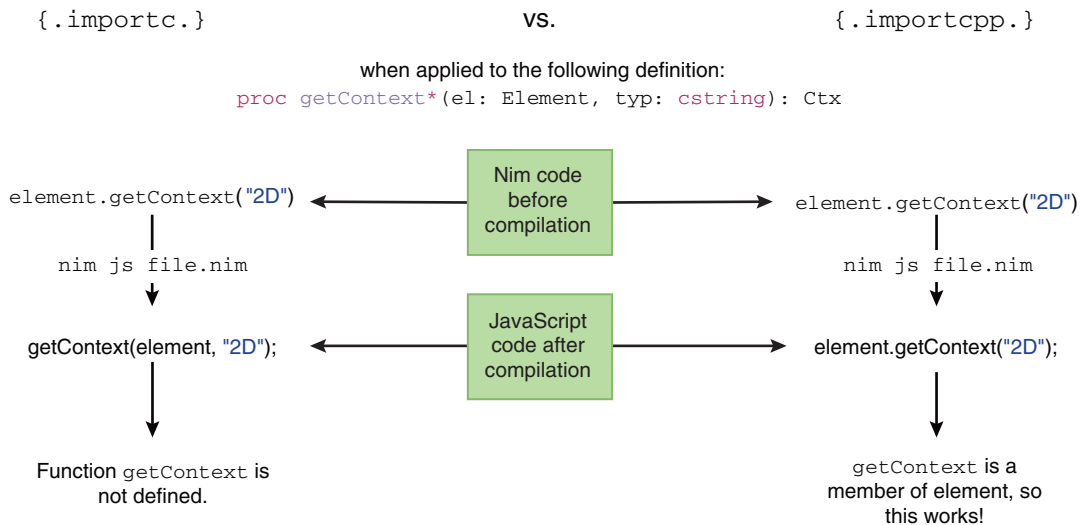 {.importc.} vs. {.importcpp.}
when applied to the following definition:
proc getContext*(el: Element, typ: cstring): Ctx
Nim code
before
compilation
element.getContext("2D")
element.getContext("2D")
nim js file.nim
nim js file.nim
JavaScript
code after
compilation
getContext(element, "2D");
element.getContext("2D");
Function getContext is
not defined.
getContext is a
member of element, so
this works!